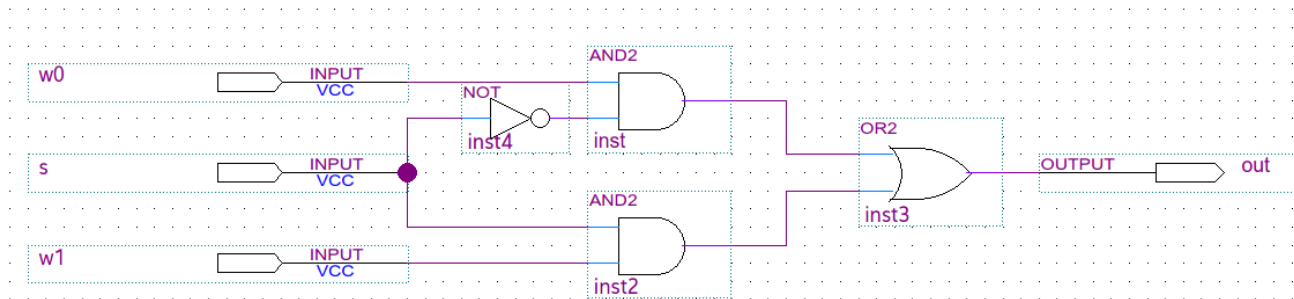 AND2
w0
INPUT
VCC
NOT
inst4
inst
OR2
s
INPUT
VCC
OUTPUT
out
AND2
inst3
w1
INPUT
VCC
inst2